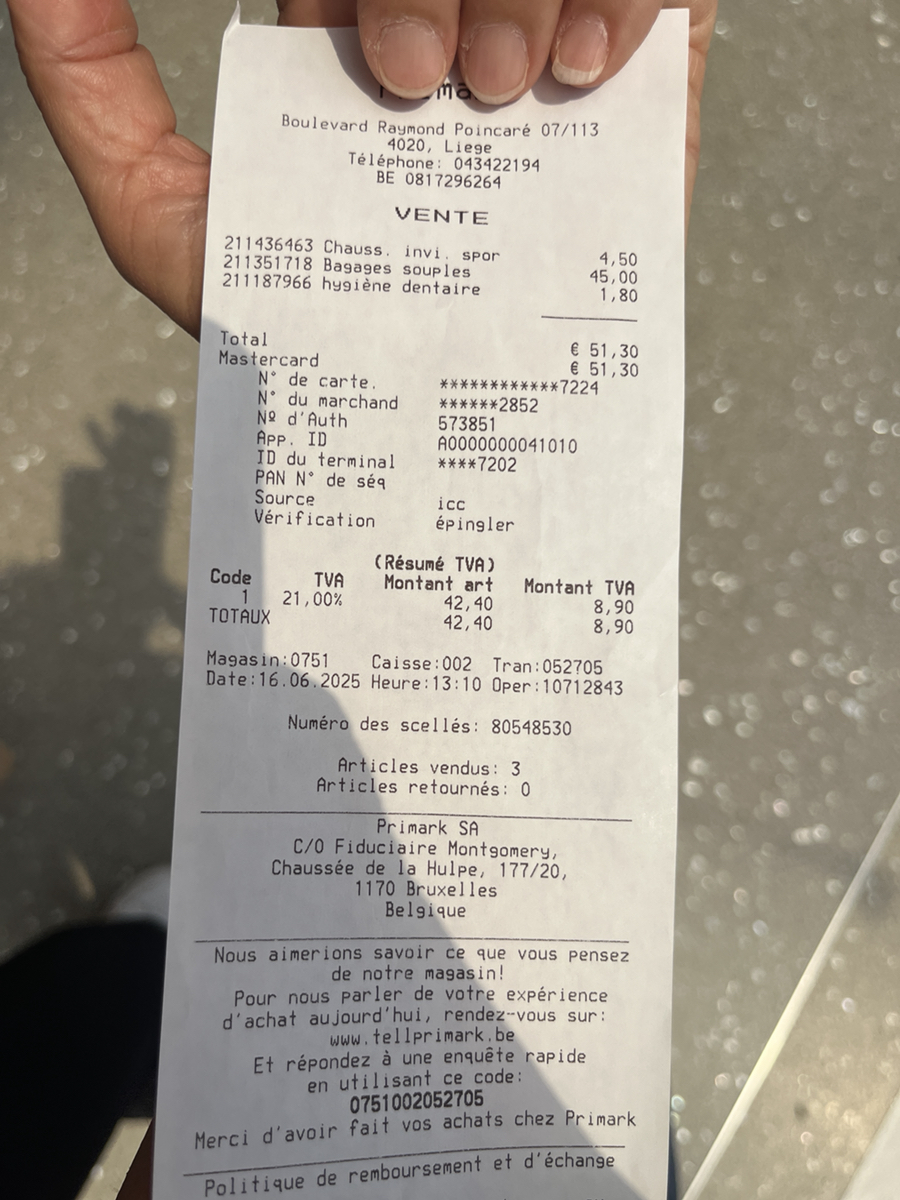 Boulevard Raymond Poincaré 07/113
4020, Liege
Téléphone: 043422194
BE 0817296264
VENTE
211436463 Chauss. invi. spor 4,50
211351718 Bagages souples 45,00
211187966 hygiène dentaire 1,80
Total € 51,30
Mastercard € 51,30
N° de carte. ************7224
N° du marchand ******2852
Nº d'Auth 573851
App. ID A0000000041010
ID du terminal ****7202
PAN N° de séq
Source icc
Vérification épingler
(Résumé TVA)
Code TVA Montant art Montant TVA
1 21,00% 42,40 8,90
TOTAUX 42,40 8,90
Magasin:0751 Caisse:002 Tran:052705
Date:16.06.2025 Heure:13:10 Oper:10712843
Numéro des scellés: 80548530
Articles vendus: 3
Articles retournés: 0
Primark SA
C/O Fiduciaire Montgomery,
Chaussée de la Hulpe, 177/20,
1170 Bruxelles
Belgique
Nous aimerions savoir ce que vous pensez
de notre magasin!
Pour nous parler de votre expérience
d'achat aujourd'hui, rendez-vous sur:
www.tellprimark.be
Et répondez à une enquête rapide
en utilisant ce code:
0751002052705
Merci d'avoir fait vos achats chez Primark
Politique de remboursement et d'échange